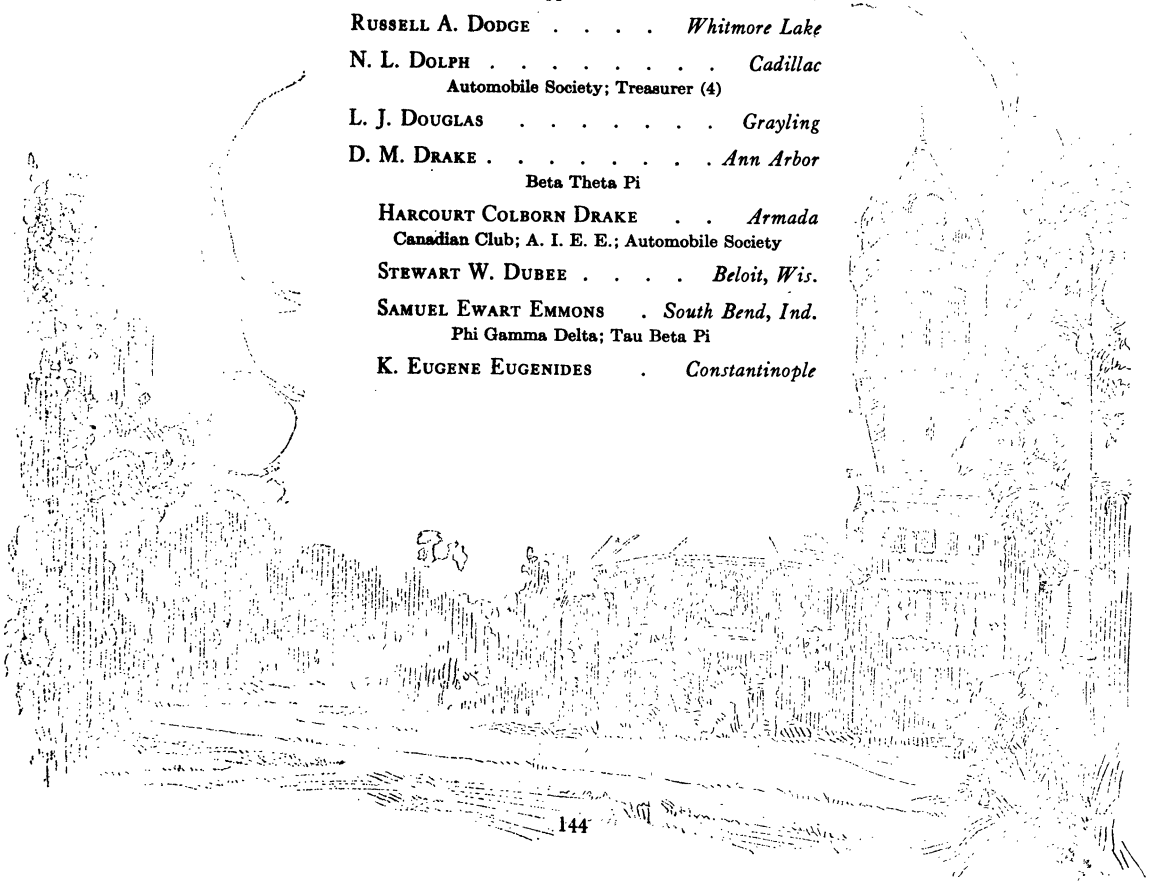 RUSSELL A. DODGE . . . . Whitmore Lake
N. L. DOLPH . . . . . . . . Cadillac
Automobile Society; Treasurer (4)
L. J. DOUGLAS . . . . . . . Grayling
D. M. DRAKE . . . . . . . . Ann Arbor
Beta Theta Pi
HARCOURT COLBORN DRAKE . . Armada
Canadian Club; A. I. E. E.; Automobile Society
STEWART W. DUBEE . . . . Beloit, Wis.
SAMUEL EWART EMMONS . South Bend, Ind.
Phi Gamma Delta; Tau Beta Pi
K. EUGENE EUGENIDES . Constantinople
144